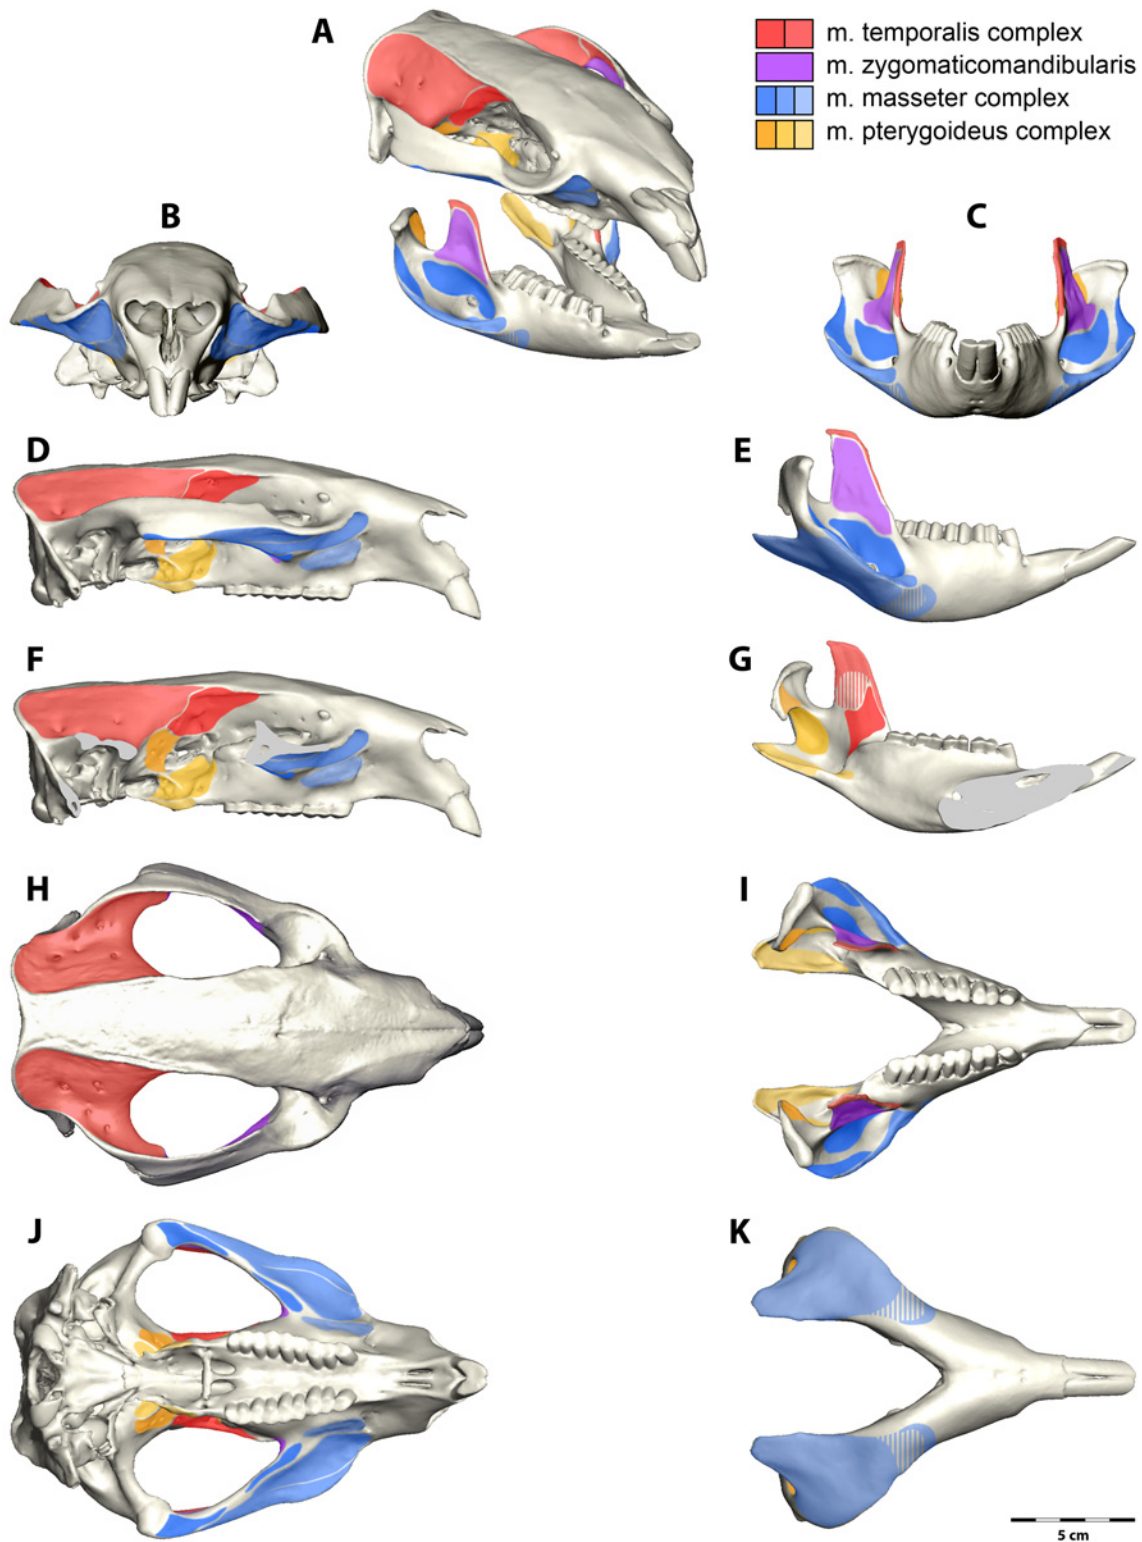 A
m. temporalis complex
m. zygomaticomandibularis
m. masseter complex
m. pterygoideus complex
B
C
D
E
F
G
H
I
J
K
5 cm